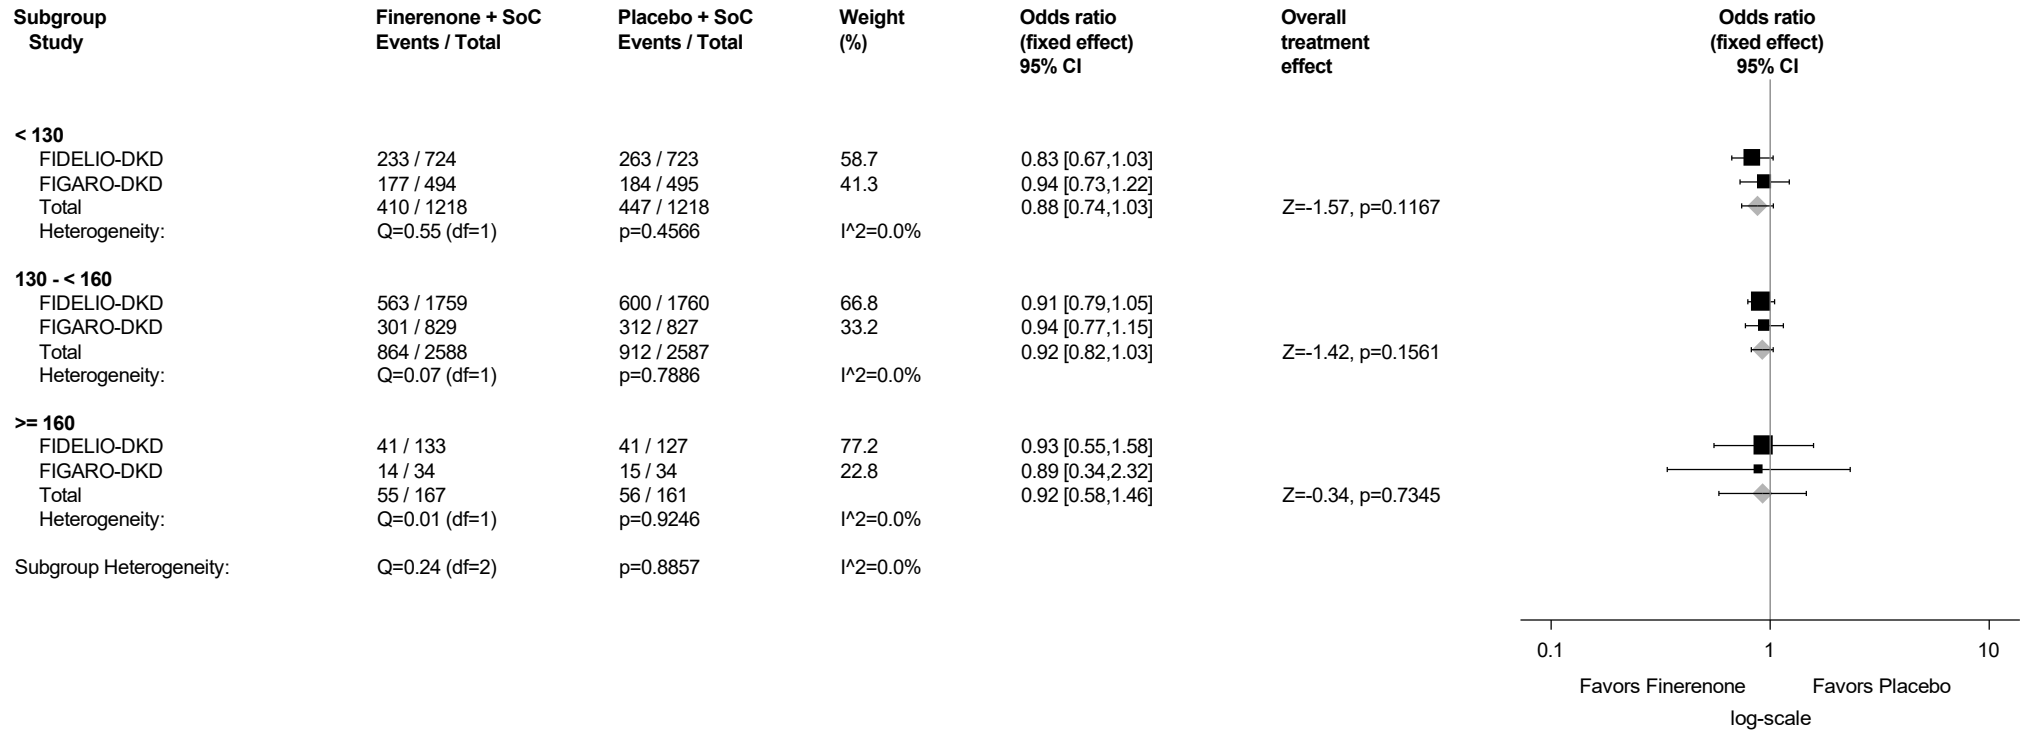 Subgroup Finerenone + SoC Placebo + SoC Weight Odds ratio Overall Odds ratio
Study Events / Total Events / Total (%) (fixed effect) treatment (fixed effect)
95% CI effect 95% CI
< 130
FIDELIO-DKD 233 / 724 263 / 723 58.7 0.83 [0.67,1.03]
FIGARO-DKD 177 / 494 184 / 495 41.3 0.94 [0.73,1.22]
Total 410 / 1218 447 / 1218 0.88 [0.74,1.03] Z=-1.57, p=0.1167
Heterogeneity: Q=0.55 (df=1) p=0.4566 I^2=0.0%
130 - < 160
FIDELIO-DKD 563 / 1759 600 / 1760 66.8 0.91 [0.79,1.05]
FIGARO-DKD 301 / 829 312 / 827 33.2 0.94 [0.77,1.15]
Total 864 / 2588 912 / 2587 0.92 [0.82,1.03] Z=-1.42, p=0.1561
Heterogeneity: Q=0.07 (df=1) p=0.7886 I^2=0.0%
>= 160
FIDELIO-DKD 41 / 133 41 / 127 77.2 0.93 [0.55,1.58]
FIGARO-DKD 14 / 34 15 / 34 22.8 0.89 [0.34,2.32]
Total 55 / 167 56 / 161 0.92 [0.58,1.46] Z=-0.34, p=0.7345
Heterogeneity: Q=0.01 (df=1) p=0.9246 I^2=0.0%
Subgroup Heterogeneity: Q=0.24 (df=2) p=0.8857 I^2=0.0%
0.1 1 10
Favors Finerenone Favors Placebo
log-scale